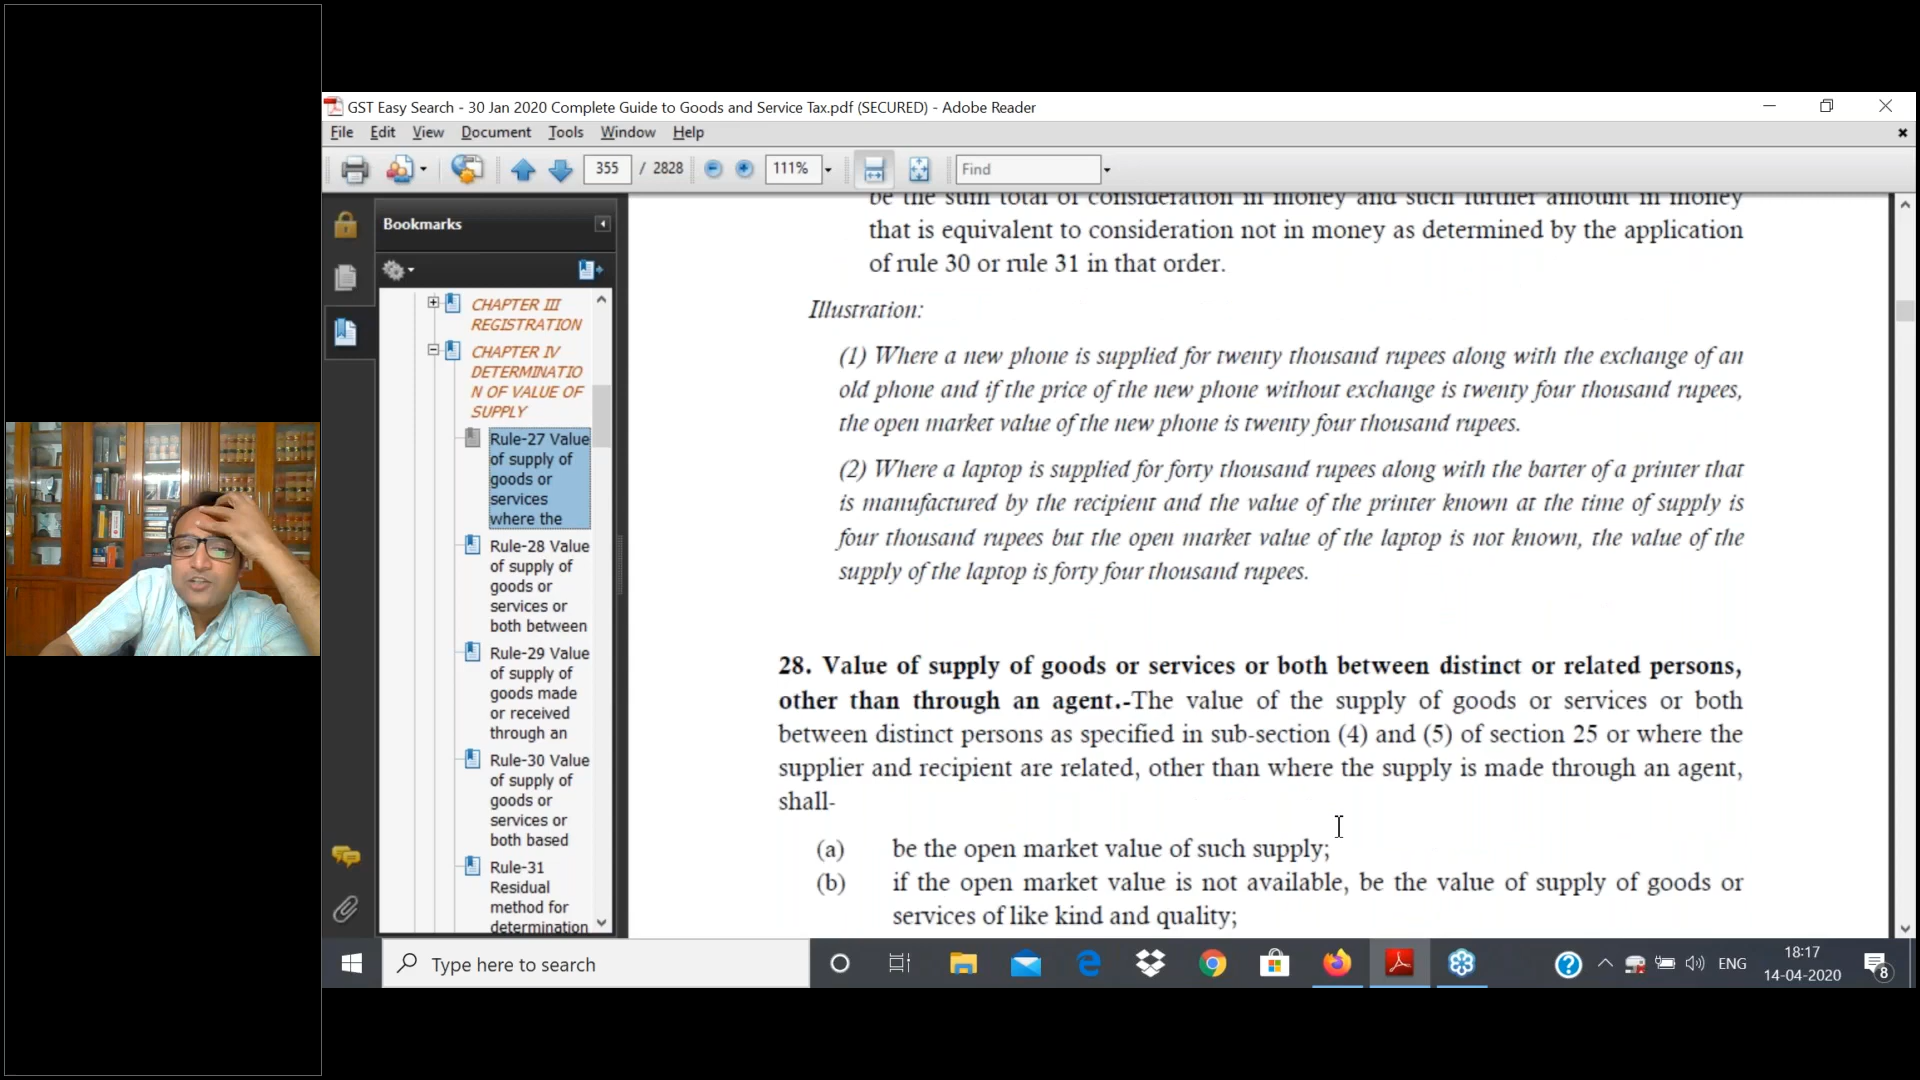 GST Easy Search - 30 Jan 2020 Complete Guide to Goods and Service Tax.pdf (SECURED) - Adobe Reader
File Edit View Document Tools Window Help
355 / 2828 111% Find
Bookmarks
CHAPTER III
REGISTRATION
CHAPTER IV
DETERMINATIO
N OF VALUE OF
SUPPLY
Rule-27 Value
of supply of
goods or
services
where the
Rule-28 Value
of supply of
goods or
services or
both between
Rule-29 Value
of supply of
goods made
or received
through an
Rule-30 Value
of supply of
goods or
services or
both based
Rule-31
Residual
method for
determination
be the sum total of consideration in money and such further amount in money
that is equivalent to consideration not in money as determined by the application
of rule 30 or rule 31 in that order.
Illustration:
(1) Where a new phone is supplied for twenty thousand rupees along with the exchange of an
old phone and if the price of the new phone without exchange is twenty four thousand rupees,
the open market value of the new phone is twenty four thousand rupees.
(2) Where a laptop is supplied for forty thousand rupees along with the barter of a printer that
is manufactured by the recipient and the value of the printer known at the time of supply is
four thousand rupees but the open market value of the laptop is not known, the value of the
supply of the laptop is forty four thousand rupees.
28. Value of supply of goods or services or both between distinct or related persons,
other than through an agent.-The value of the supply of goods or services or both
between distinct persons as specified in sub-section (4) and (5) of section 25 or where the
supplier and recipient are related, other than where the supply is made through an agent,
shall-
(a) be the open market value of such supply;
(b) if the open market value is not available, be the value of supply of goods or
services of like kind and quality;
Type here to search
ENG
18:17
14-04-2020
8